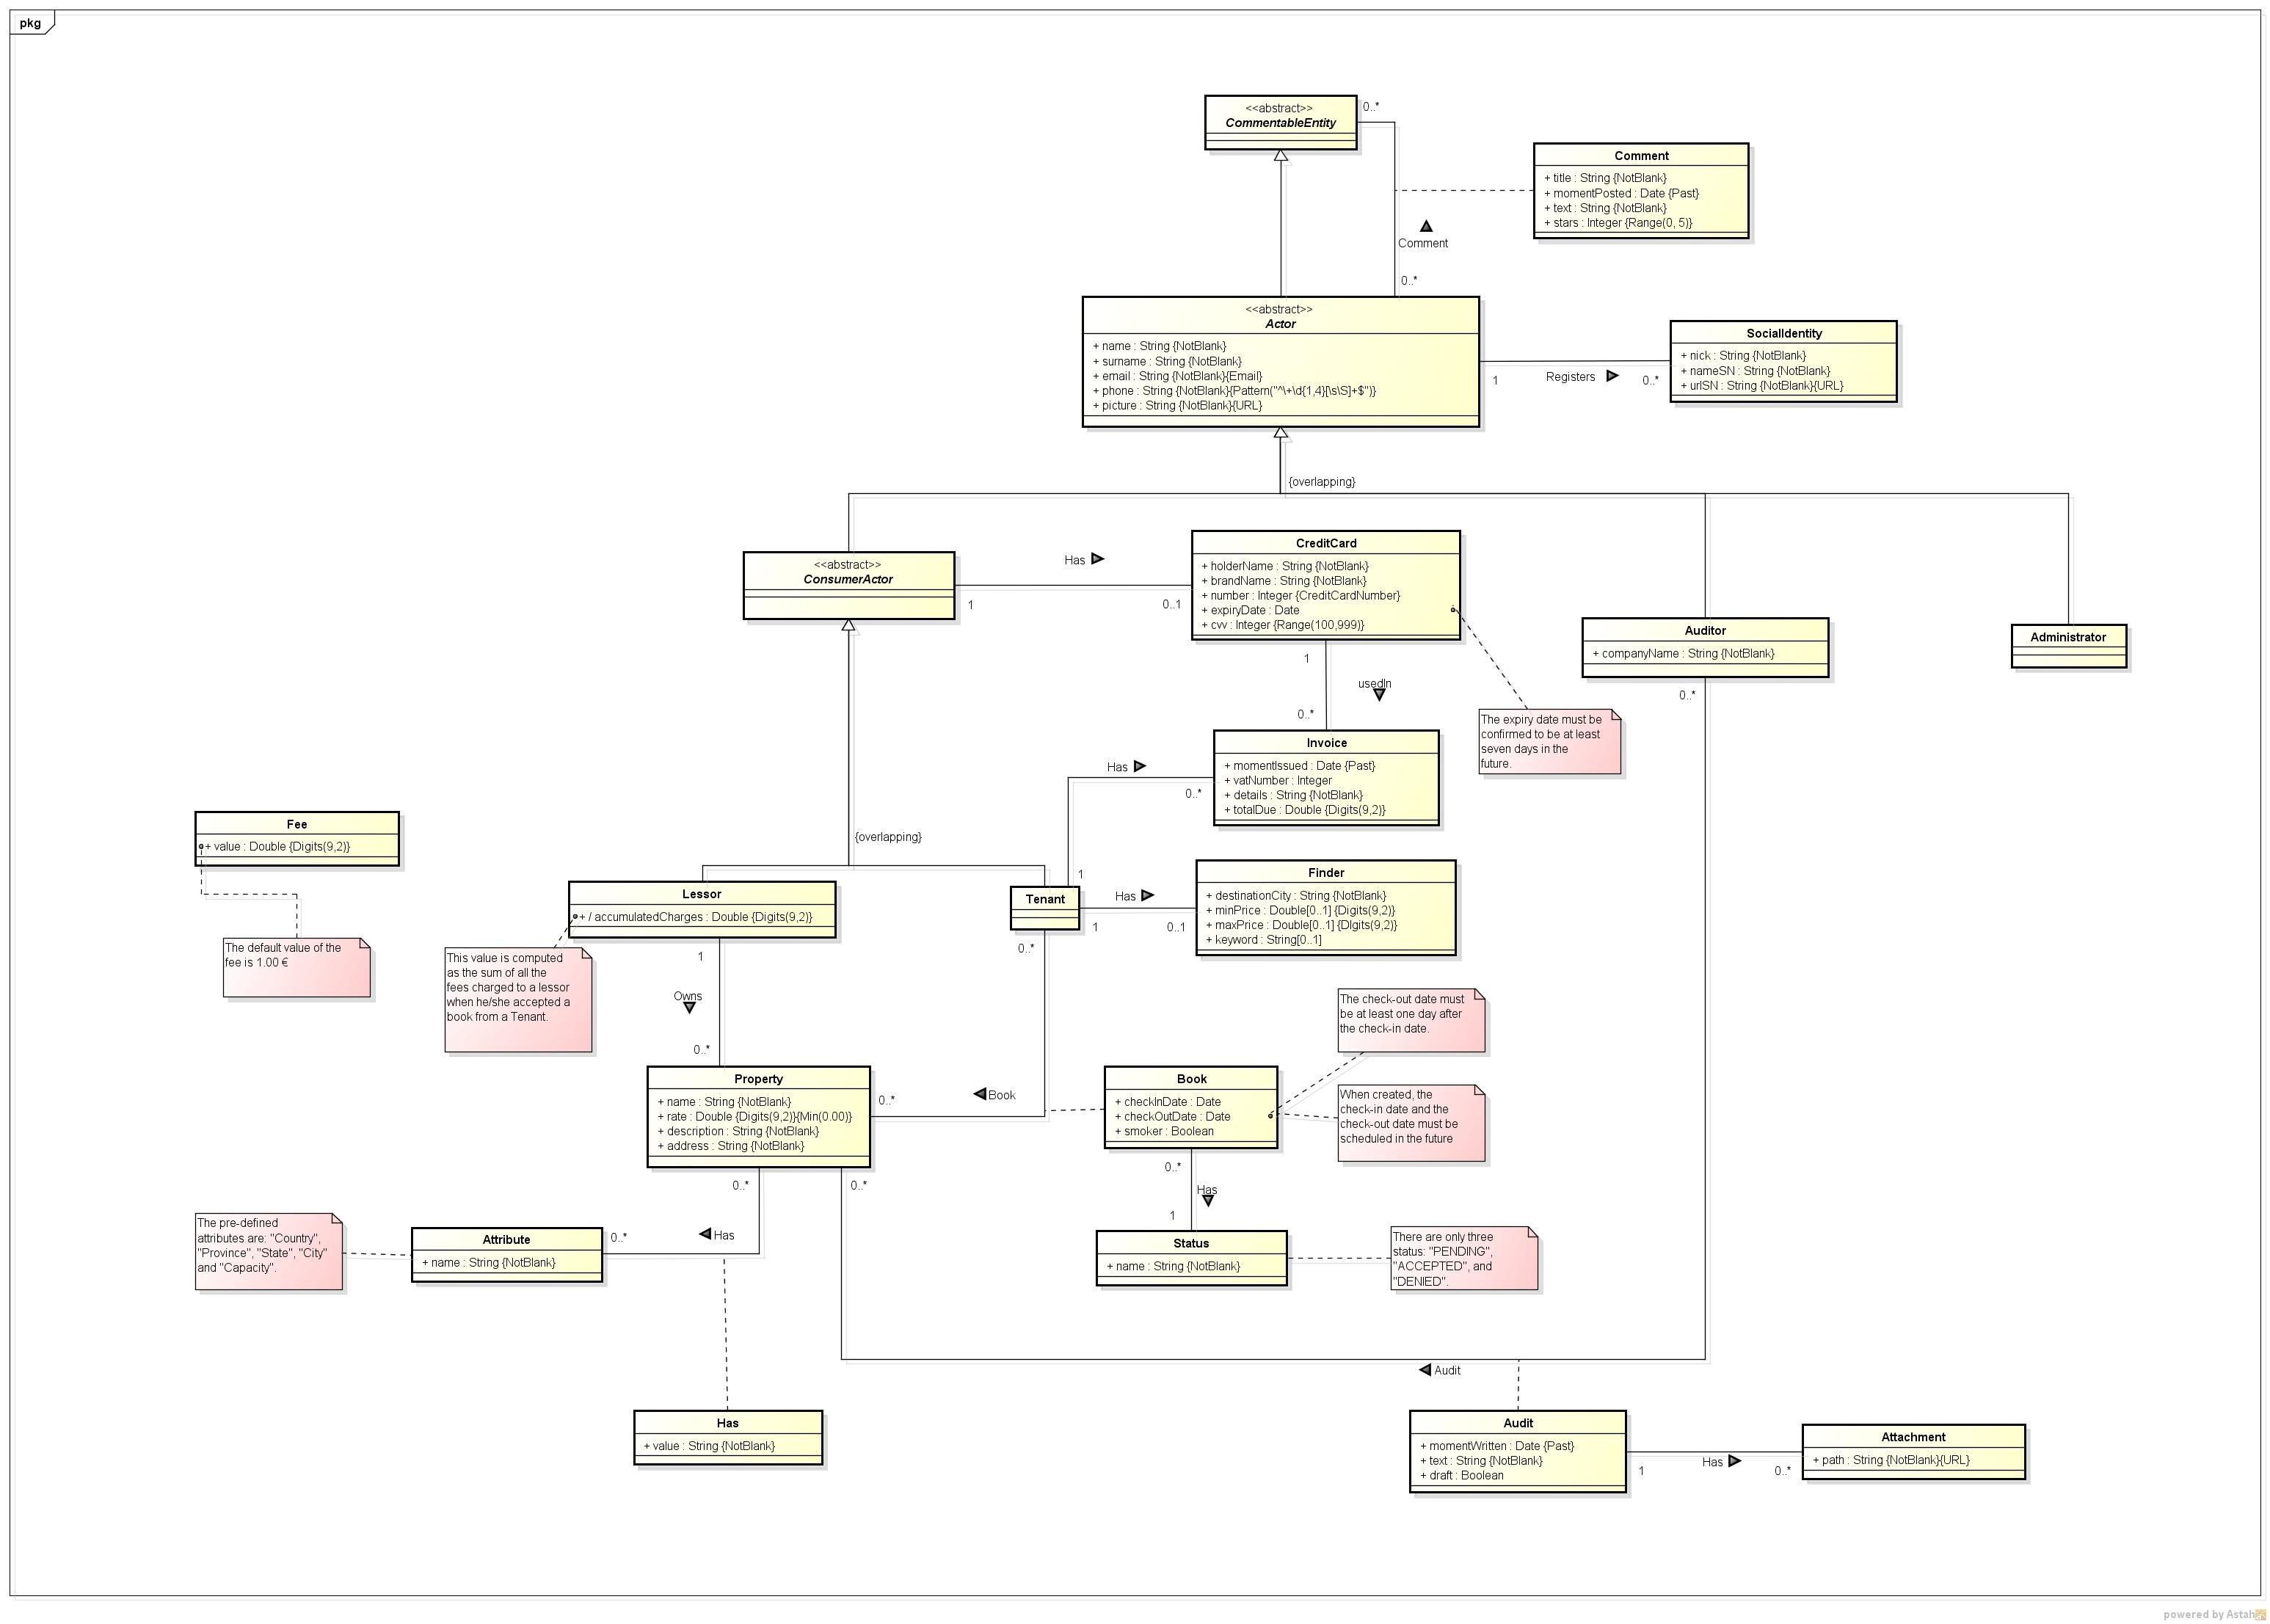 pkg
<<abstract>>
CommentableEntity
0..*
Comment
+ title : String {NotBlank}
+ momentPosted : Date {Past}
+ text : String {NotBlank}
+ stars : Integer {Range(0, 5)}
Comment
0..*
<<abstract>>
Actor
+ name : String {NotBlank}
+ surname : String {NotBlank}
+ email : String {NotBlank}{Email}
+ phone : String {NotBlank}{Pattern("^\+\d{1,4}[\s\S]+$")}
+ picture : String {NotBlank}{URL}
1
Registers
0..*
SocialIdentity
+ nick : String {NotBlank}
+ nameSN : String {NotBlank}
+ urlSN : String {NotBlank}{URL}
{overlapping}
<<abstract>>
ConsumerActor
Has
1
0..1
CreditCard
+ holderName : String {NotBlank}
+ brandName : String {NotBlank}
+ number : Integer {CreditCardNumber}
+ expiryDate : Date
+ cvv : Integer {Range(100,999)}
Auditor
+ companyName : String {NotBlank}
0..*
Administrator
1
usedIn
0..*
The expiry date must be
confirmed to be at least
seven days in the
future.
Invoice
+ momentIssued : Date {Past}
+ vatNumber : Integer
+ details : String {NotBlank}
+ totalDue : Double {Digits(9,2)}
Has
0..*
1
{overlapping}
Fee
+ value : Double {Digits(9,2)}
The default value of the
fee is 1.00 €
Lessor
+ / accumulatedCharges : Double {Digits(9,2)}
This value is computed
as the sum of all the
fees charged to a lessor
when he/she accepted a
book from a Tenant.
Tenant
Has
1
0..1
Finder
+ destinationCity : String {NotBlank}
+ minPrice : Double[0..1] {Digits(9,2)}
+ maxPrice : Double[0..1] {DIgits(9,2)}
+ keyword : String[0..1]
0..*
1
Owns
0..*
Property
+ name : String {NotBlank}
+ rate : Double {Digits(9,2)}{Min(0.00)}
+ description : String {NotBlank}
+ address : String {NotBlank}
0..*
Book
Book
+ checkInDate : Date
+ checkOutDate : Date
+ smoker : Boolean
The check-out date must
be at least one day after
the check-in date.
When created, the
check-in date and the
check-out date must be
scheduled in the future
0..*
Has
1
Status
+ name : String {NotBlank}
There are only three
status: "PENDING",
"ACCEPTED", and
"DENIED".
0..*
0..*
The pre-defined
attributes are: "Country",
"Province", "State", "City"
and "Capacity".
Attribute
+ name : String {NotBlank}
0..*
Has
Has
+ value : String {NotBlank}
Audit
Audit
+ momentWritten : Date {Past}
+ text : String {NotBlank}
+ draft : Boolean
1
Has
0..*
Attachment
+ path : String {NotBlank}{URL}
powered by Astah